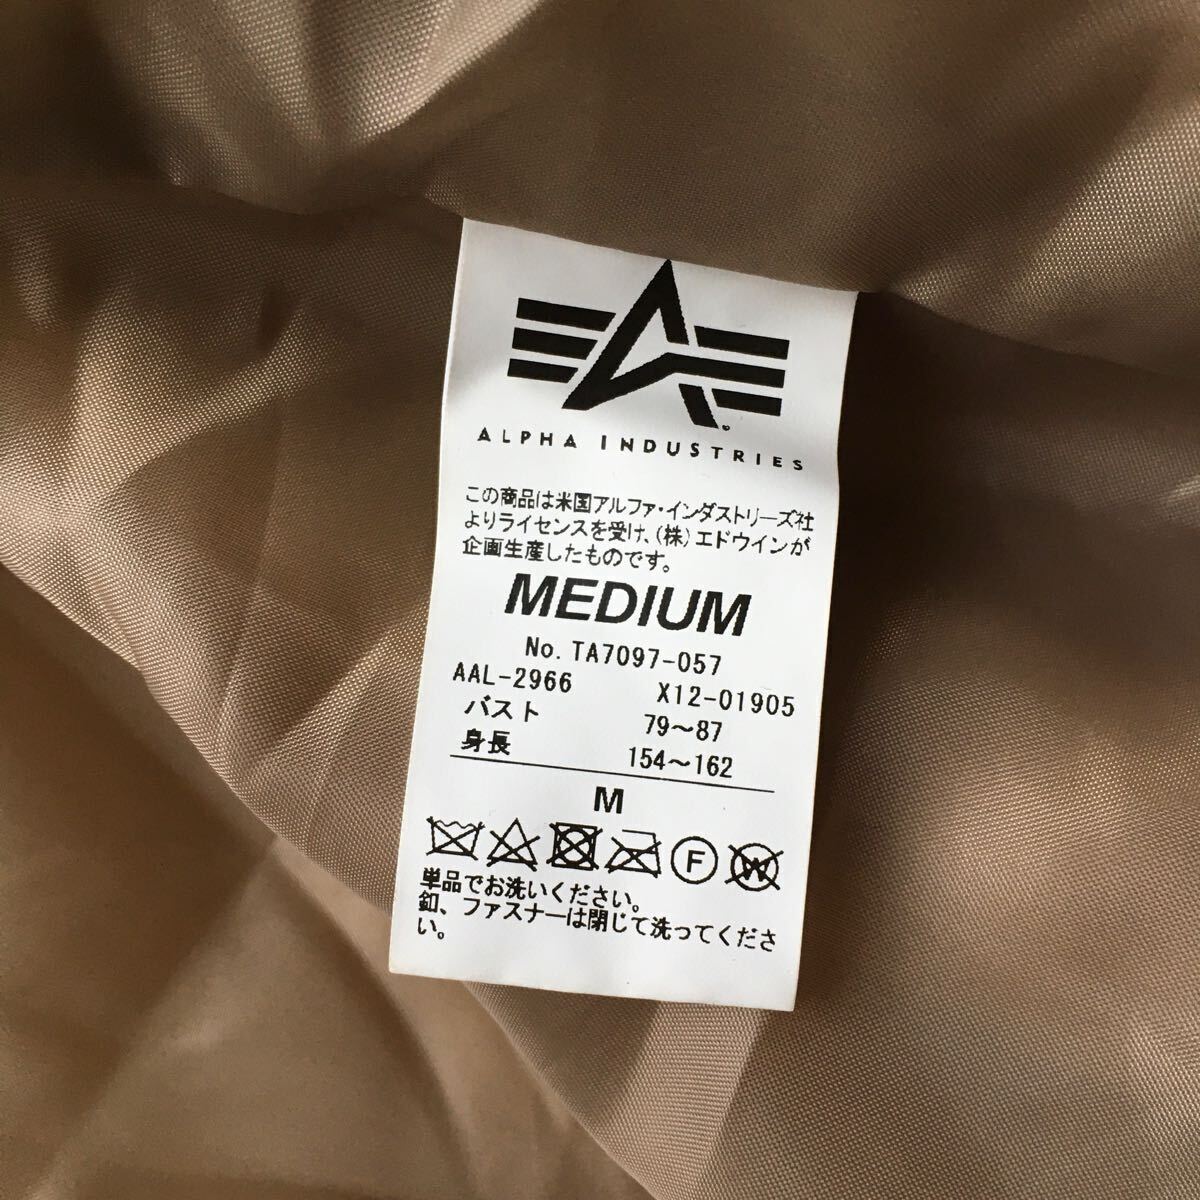 ALPHA INDUSTRIES
この商品は米国アルファ・インダストリーズ社
よりライセンスを受け、(株)エドウインが
企画生産したものです。
MEDIUM
No. TA7097-057
AAL-2966 X12-01905
バスト 79〜87
身長 154〜162
M
F W
単品でお洗いください。
釦、ファスナーは閉じて洗ってくださ
い。